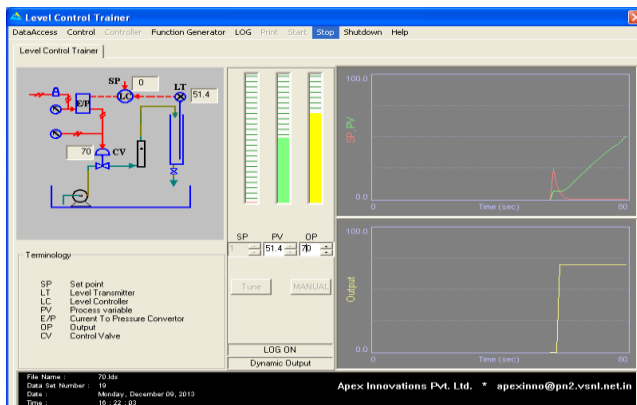 Level Control Trainer
DataAccess Control Controller Function Generator LOG Print Start Stop Shutdown Help
Level Control Trainer
SP 0
LT
E/P LC 51.4
70 CV
Terminology
SP Set point
LT Level Transmitter
LC Level Controller
PV Process variable
E/P Current To Pressure Convertor
OP Output
CV Control Valve
SP PV OP
1 51.4 70
Tune MANUAL
LOG ON
Dynamic Output
100.0
SP,PV
0.0
0 Time (sec) 60
100.0
Output
0.0
0 Time (sec) 60
File Name : 70.lds
Data Set Number : 19
Date : Monday, December 09, 2013
Time : 16 : 22 : 03
Apex Innovations Pvt. Ltd. * apexinno@pn2.vsnl.net.in